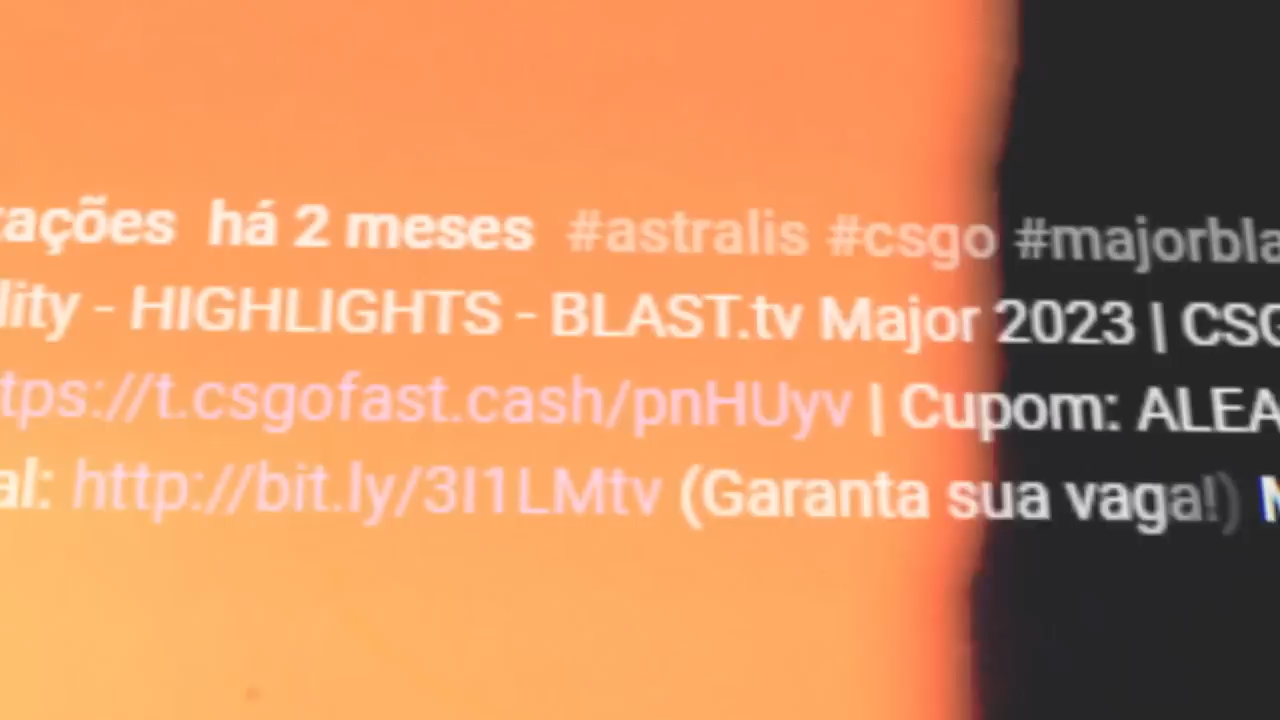 ações há 2 meses #astralis #csgo #majorbla
lity - HIGHLIGHTS - BLAST.tv Major 2023 | CSG
tps://t.csgofast.cash/pnHUyv | Cupom: ALEA
al: http://bit.ly/3I1LMtv (Garanta sua vaga!)